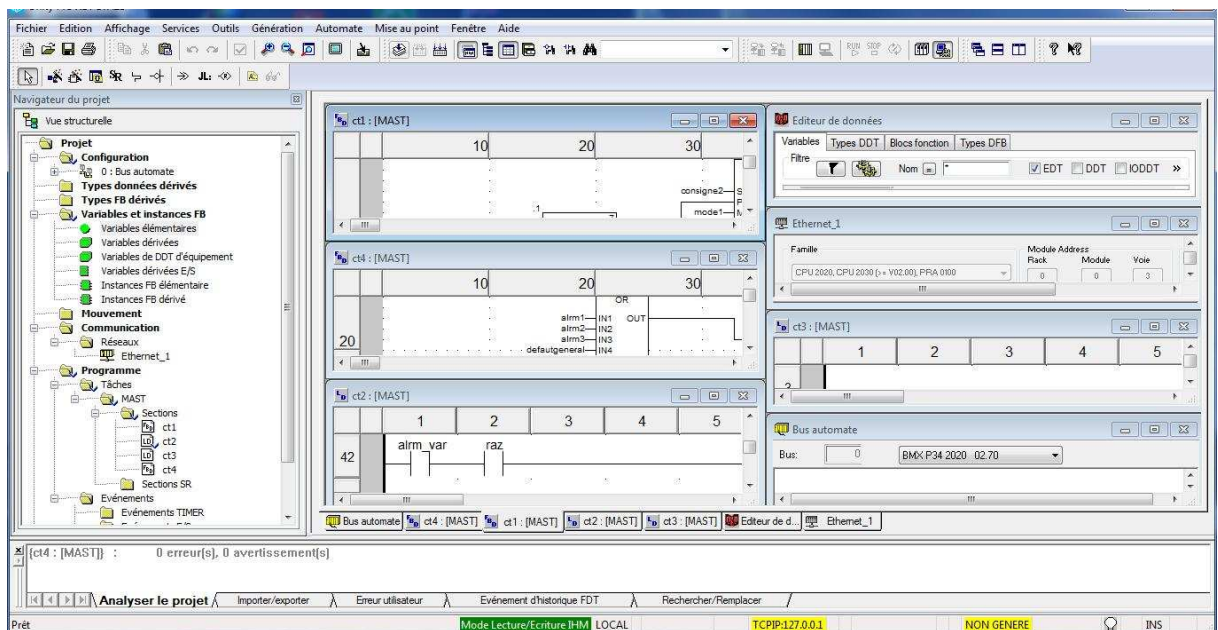 Fichier Edition Affichage Services Outils Génération Automate Mise au point Fenêtre Aide
Navigateur du projet
Vue structurelle
Projet
Configuration
0 : Bus automate
Types données dérivés
Types FB dérivés
Variables et instances FB
Variables élémentaires
Variables dérivées
Variables de DDT d'équipement
Variables dérivées E/S
Instances FB élémentaire
Instances FB dérivé
Mouvement
Communication
Réseaux
Ethernet_1
Programme
Tâches
MAST
Sections
ct1
ct2
ct3
ct4
Sections SR
Evénements
Evénements TIMER
ct1 : [MAST]
10 20 30
consigne2
.1
mode1
ct4 : [MAST]
10 20 30
OR
alrm1 IN1 OUT
alrm2 IN2
alrm3 IN3
20
defautgeneral IN4
ct2 : [MAST]
1 2 3 4 5
alrm_var raz
42
Editeur de données
Variables Types DDT Blocs fonction Types DFB
Filtre
Nom = * EDT DDT IODDT »
Ethernet_1
Famille
Module Address
Rack Module Voie
CPU 2020, CPU 2030 (>= V02.00), PRA 0100
0 0 3
ct3 : [MAST]
1 2 3 4 5
Bus automate
Bus: 0 BMX P34 2020 02.70
Bus automate ct4 : [MAST] ct1 : [MAST] ct2 : [MAST] ct3 : [MAST] Editeur de d... Ethernet_1
{ct4 : [MAST]} : 0 erreur(s), 0 avertissement(s)
Analyser le projet Importer/exporter Erreur utilisateur Evénement d'historique FDT Rechercher/Remplacer
Prêt Mode Lecture/Ecriture IHM LOCAL TCPIP:127.0.0.1 NON GENERE INS